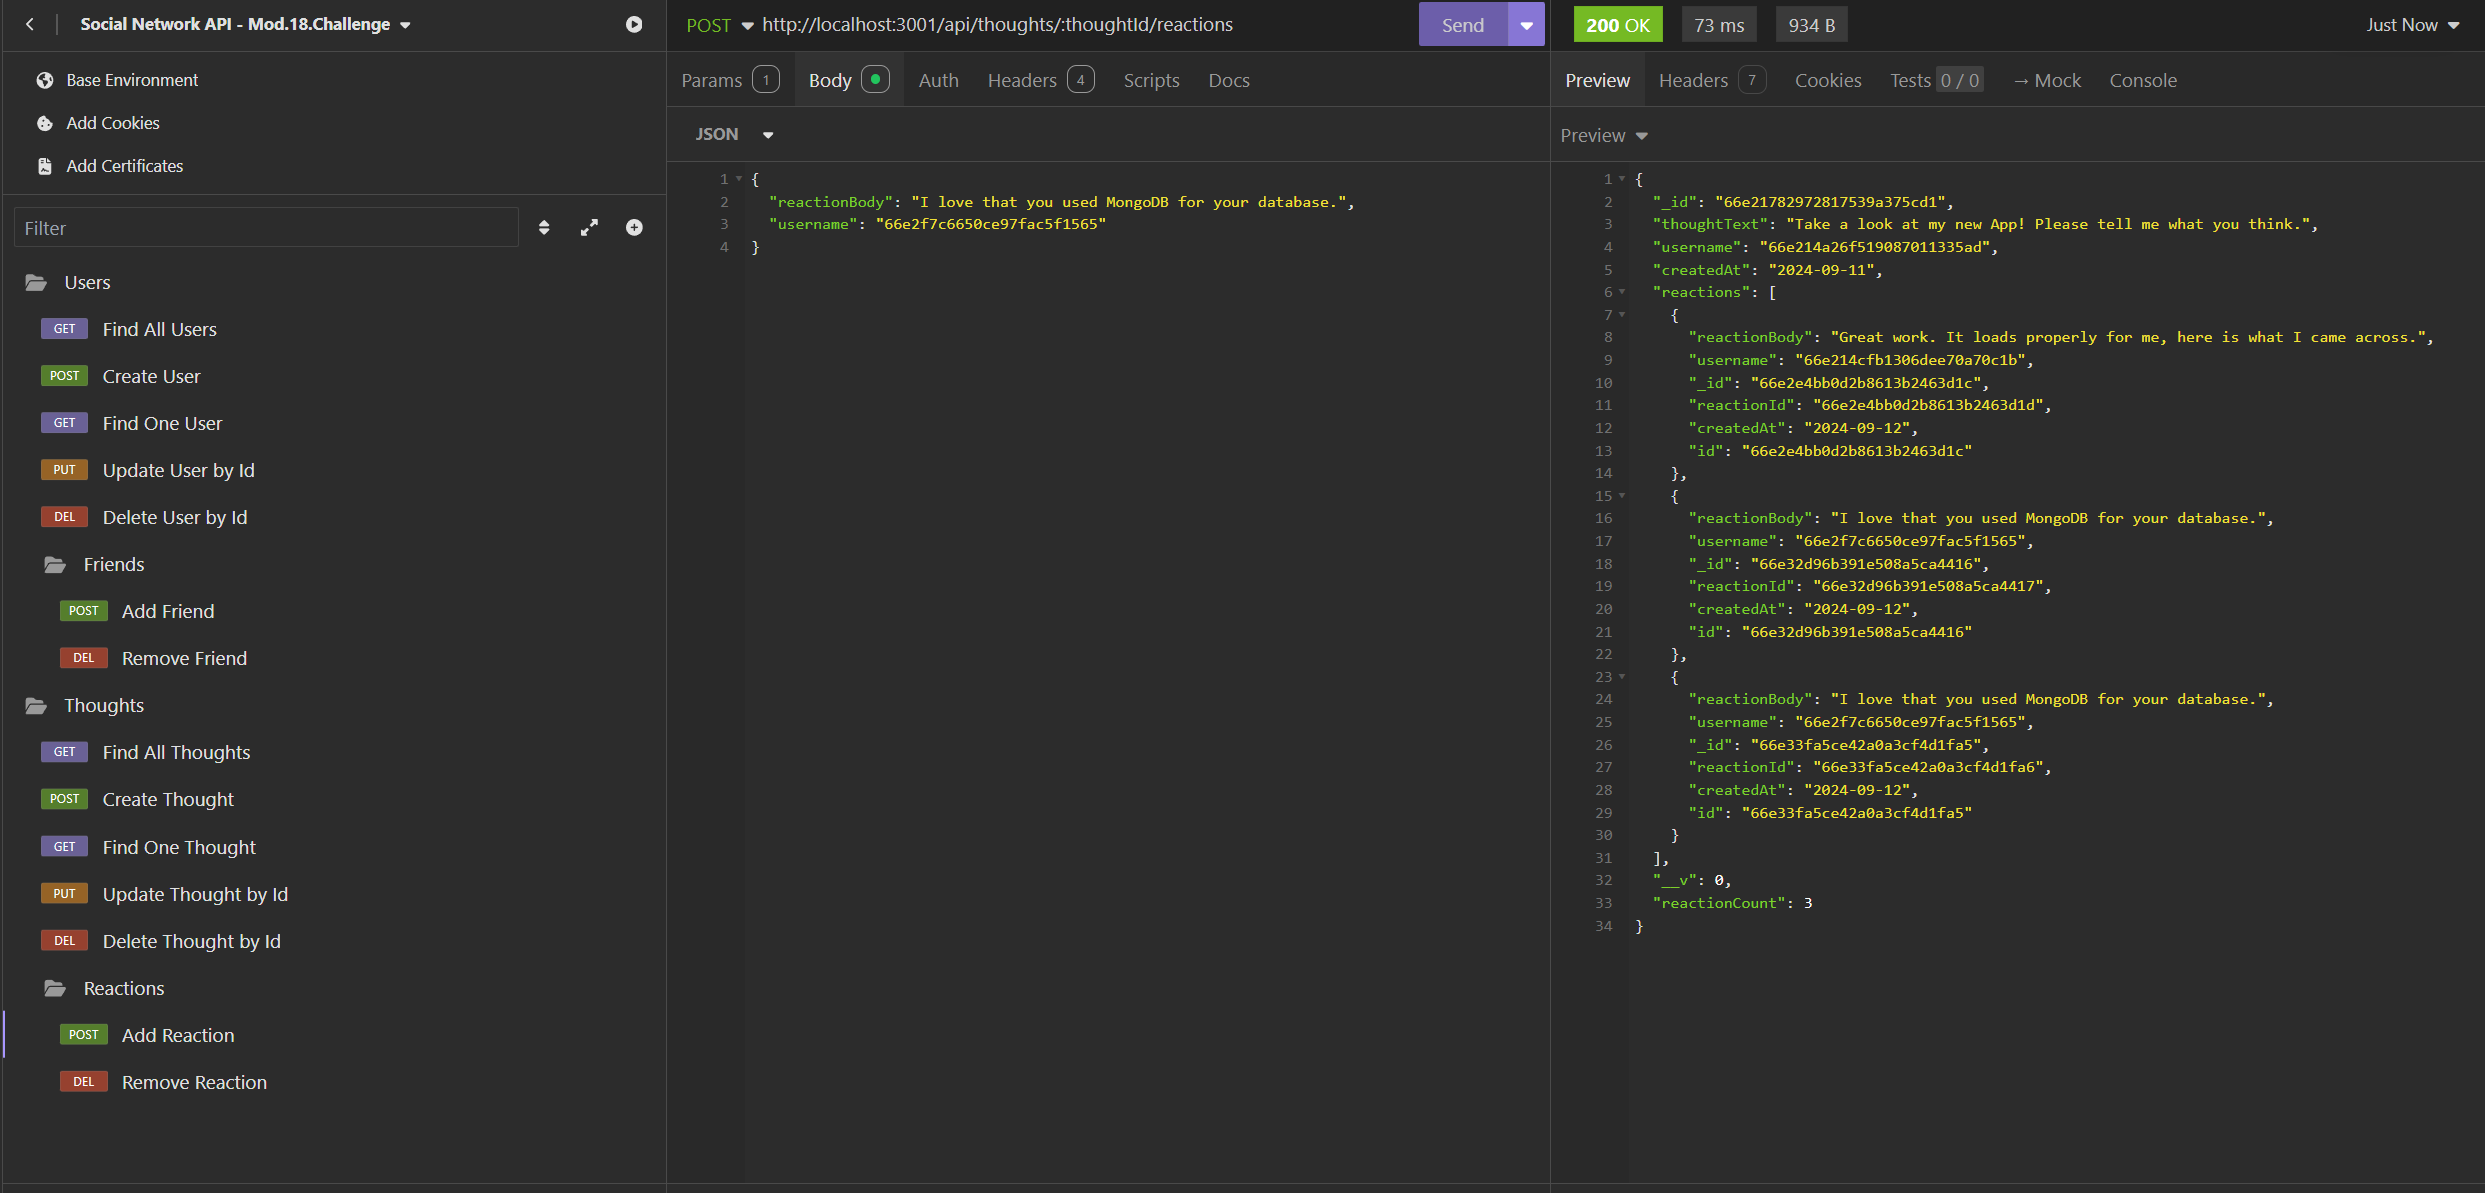 Social Network API - Mod.18.Challenge
Base Environment
Add Cookies
Add Certificates
Filter
Users
GET Find All Users
POST Create User
GET Find One User
PUT Update User by Id
DEL Delete User by Id
Friends
POST Add Friend
DEL Remove Friend
Thoughts
GET Find All Thoughts
POST Create Thought
GET Find One Thought
PUT Update Thought by Id
DEL Delete Thought by Id
Reactions
POST Add Reaction
DEL Remove Reaction
POST http://localhost:3001/api/thoughts/:thoughtId/reactions Send
Params 1 Body Auth Headers 4 Scripts Docs
JSON
1 {
2 "reactionBody": "I love that you used MongoDB for your database.",
3 "username": "66e2f7c6650ce97fac5f1565"
4 }
200 OK 73 ms 934 B Just Now
Preview Headers 7 Cookies Tests 0 / 0 → Mock Console
Preview
1 {
2 "_id": "66e21782972817539a375cd1",
3 "thoughtText": "Take a look at my new App! Please tell me what you think.",
4 "username": "66e214a26f519087011335ad",
5 "createdAt": "2024-09-11",
6 "reactions": [
7 {
8 "reactionBody": "Great work. It loads properly for me, here is what I came across.",
9 "username": "66e214cfb1306dee70a70c1b",
10 "_id": "66e2e4bb0d2b8613b2463d1c",
11 "reactionId": "66e2e4bb0d2b8613b2463d1d",
12 "createdAt": "2024-09-12",
13 "id": "66e2e4bb0d2b8613b2463d1c"
14 },
15 {
16 "reactionBody": "I love that you used MongoDB for your database.",
17 "username": "66e2f7c6650ce97fac5f1565",
18 "_id": "66e32d96b391e508a5ca4416",
19 "reactionId": "66e32d96b391e508a5ca4417",
20 "createdAt": "2024-09-12",
21 "id": "66e32d96b391e508a5ca4416"
22 },
23 {
24 "reactionBody": "I love that you used MongoDB for your database.",
25 "username": "66e2f7c6650ce97fac5f1565",
26 "_id": "66e33fa5ce42a0a3cf4d1fa5",
27 "reactionId": "66e33fa5ce42a0a3cf4d1fa6",
28 "createdAt": "2024-09-12",
29 "id": "66e33fa5ce42a0a3cf4d1fa5"
30 }
31 ],
32 "__v": 0,
33 "reactionCount": 3
34 }